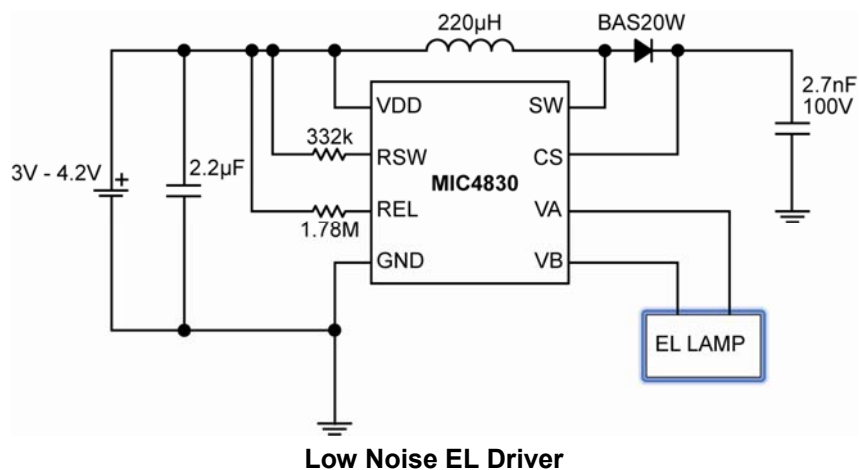 220µH
BAS20W
2.7nF
100V
VDD
SW
332k
RSW
CS
3V - 4.2V
+
2.2µF
MIC4830
REL
VA
1.78M
GND
VB
EL LAMP
Low Noise EL Driver